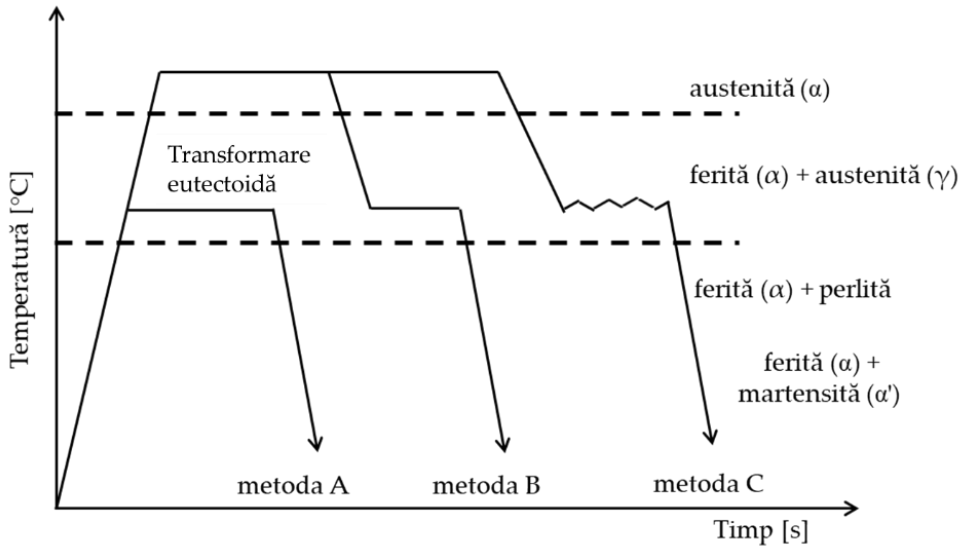 austenită (α)
Transformare
eutectoidă
ferită (α) + austenită (γ)
Temperatură [°C]
ferită (α) + perlită
ferită (α) +
martensită (α')
metoda A
metoda B
metoda C
Timp [s]